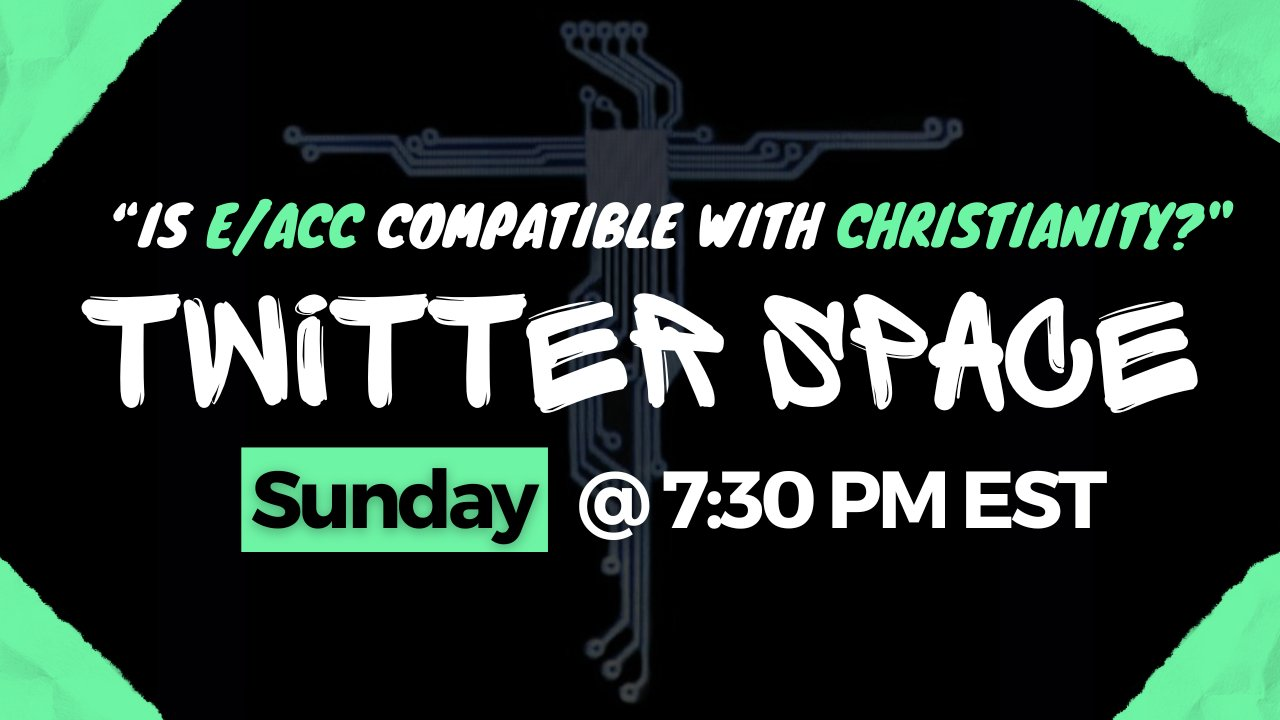 “IS E/ACC COMPATIBLE WITH CHRISTIANITY?”
TWITTER SPACE
Sunday @ 7:30 PM EST